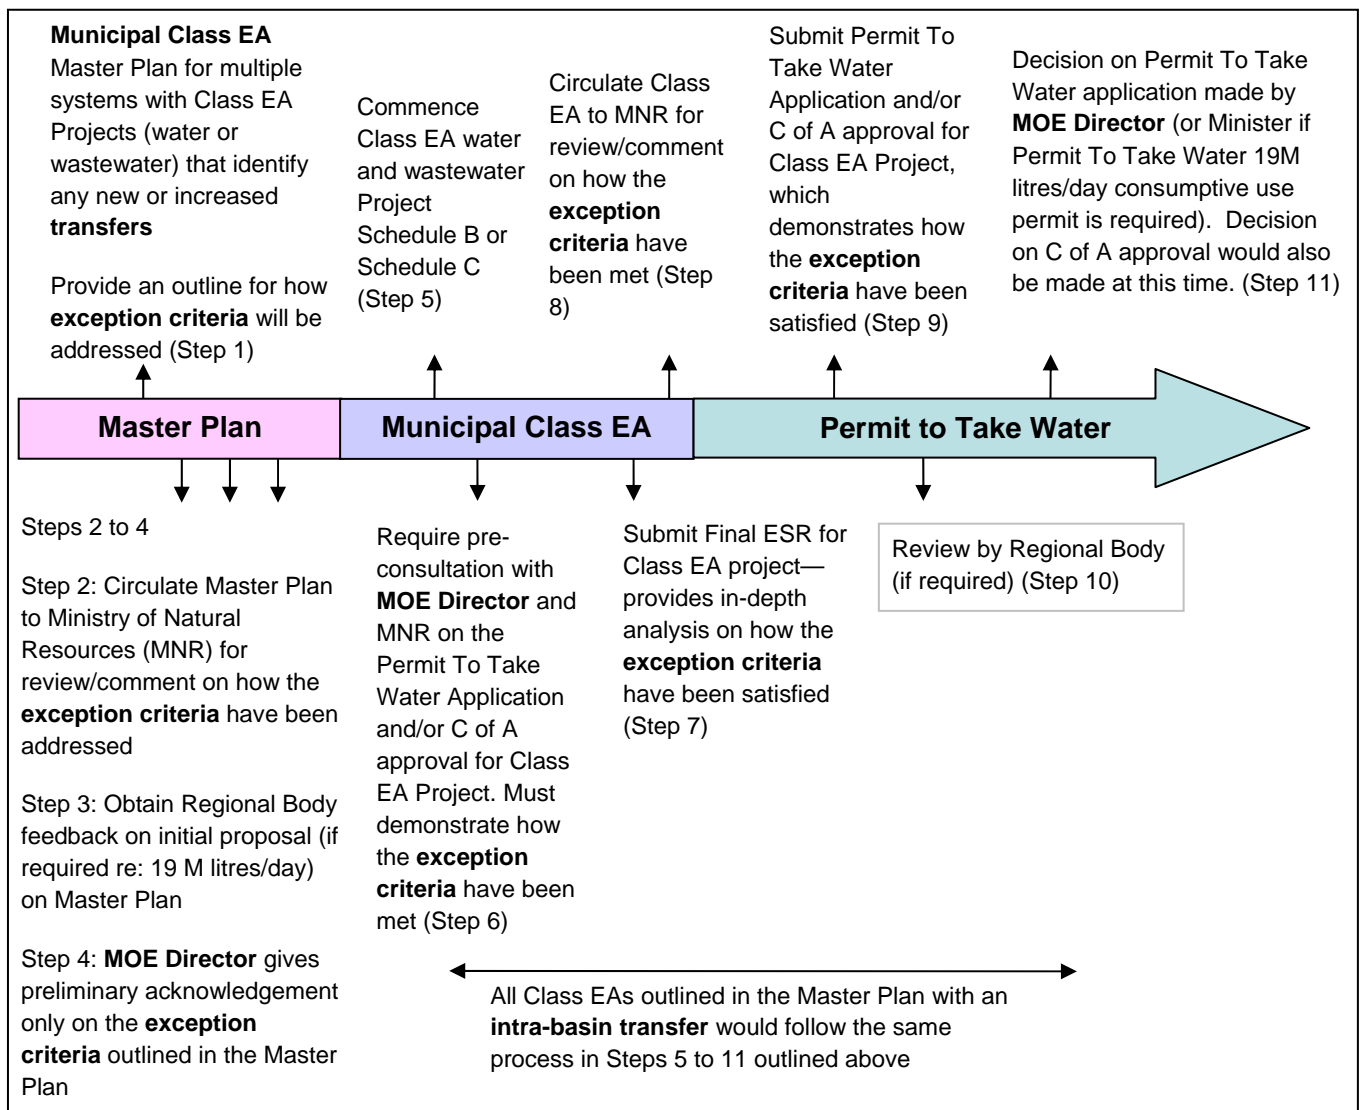 Municipal Class EA
Master Plan for multiple
systems with Class EA
Projects (water or
wastewater) that identify
any new or increased
transfers
Provide an outline for how
exception criteria will be
addressed (Step 1)
Commence
Class EA water
and wastewater
Project
Schedule B or
Schedule C
(Step 5)
Circulate Class
EA to MNR for
review/comment
on how the
exception
criteria have
been met (Step
8)
Submit Permit To
Take Water
Application and/or
C of A approval for
Class EA Project,
which
demonstrates how
the exception
criteria have been
satisfied (Step 9)
Decision on Permit To Take
Water application made by
MOE Director (or Minister if
Permit To Take Water 19M
litres/day consumptive use
permit is required).  Decision
on C of A approval would also
be made at this time. (Step 11)
Master Plan
Municipal Class EA
Permit to Take Water
Steps 2 to 4
Step 2: Circulate Master Plan
to Ministry of Natural
Resources (MNR) for
review/comment on how the
exception criteria have been
addressed
Step 3: Obtain Regional Body
feedback on initial proposal (if
required re: 19 M litres/day)
on Master Plan
Step 4: MOE Director gives
preliminary acknowledgement
only on the exception
criteria outlined in the Master
Plan
Require pre-
consultation with
MOE Director and
MNR on the
Permit To Take
Water Application
and/or C of A
approval for Class
EA Project. Must
demonstrate how
the exception
criteria have been
met (Step 6)
Submit Final ESR for
Class EA project—
provides in-depth
analysis on how the
exception criteria
have been satisfied
(Step 7)
Review by Regional Body
(if required) (Step 10)
All Class EAs outlined in the Master Plan with an
intra-basin transfer would follow the same
process in Steps 5 to 11 outlined above